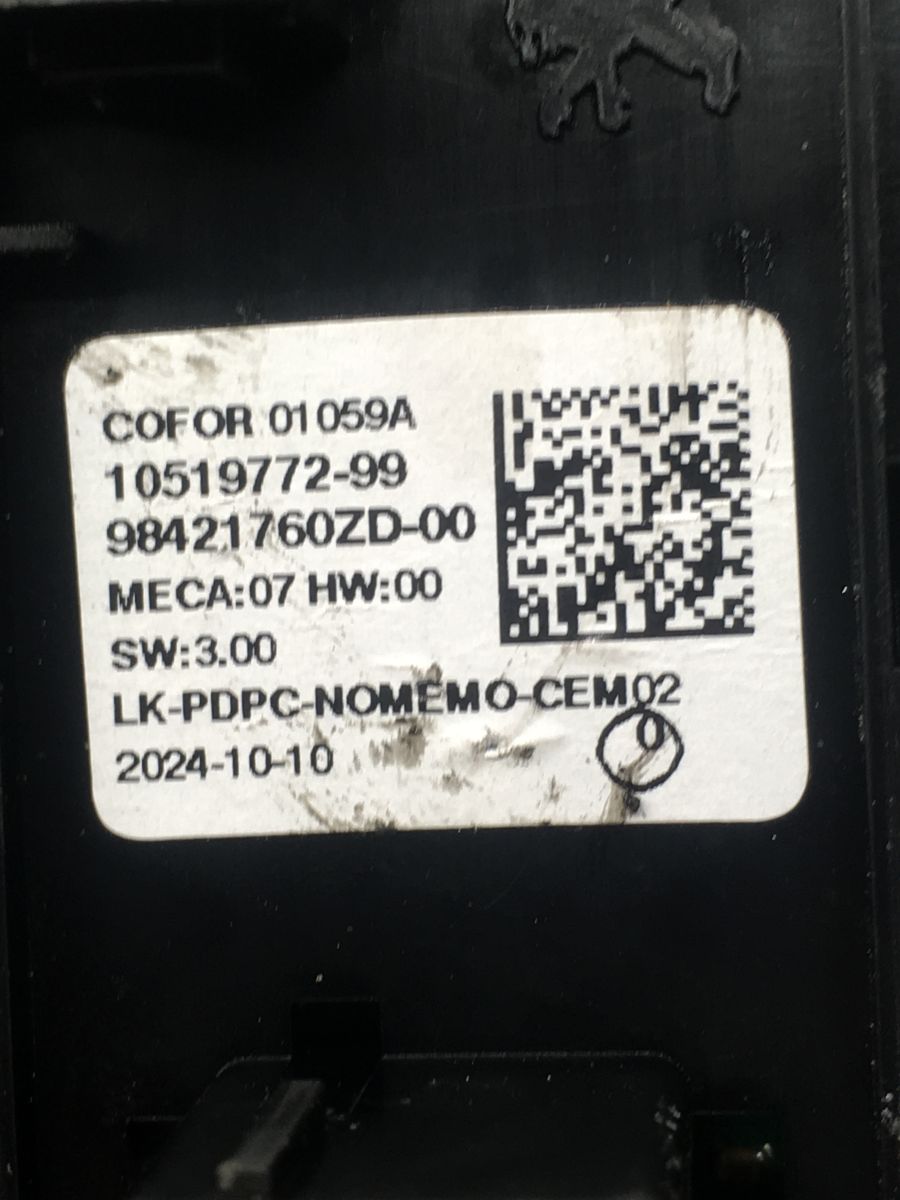 COFOR 01059A
10519772-99
98421760ZD-00
MECA:07 HW:00
SW:3.00
LK-PDPC-NOMEMO-CEM02
0
2024-10-10